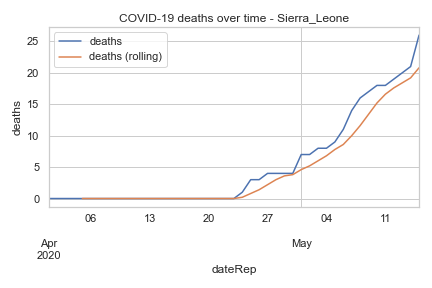 COVID-19 deaths over time - Sierra_Leone
deaths
deaths (rolling)
deaths
25
20
15
10
5
0
06 13 20 27 04 11
Apr May
2020
dateRep